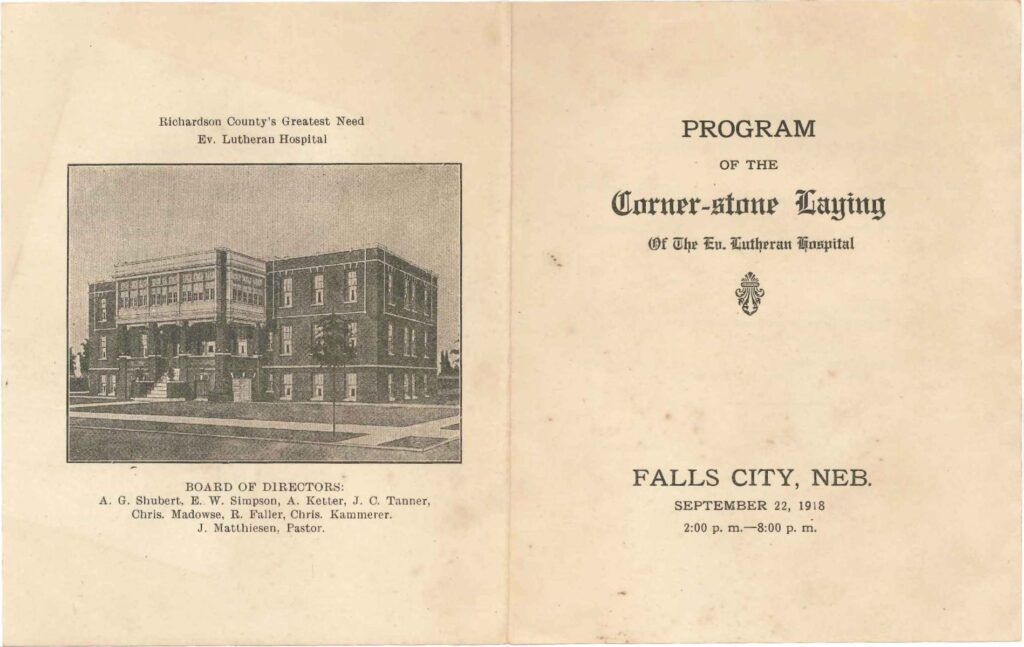 Richardson County's Greatest Need
Ev. Lutheran Hospital
BOARD OF DIRECTORS:
A. G. Shubert, E. W. Simpson, A. Ketter, J. C. Tanner,
Chris. Madowse, R. Faller, Chris. Kammerer.
J. Matthiesen, Pastor.
PROGRAM
OF THE
Corner-stone Laying
Of The Ev. Lutheran Hospital
FALLS CITY, NEB.
SEPTEMBER 22, 1918
2:00 p. m.—8:00 p. m.